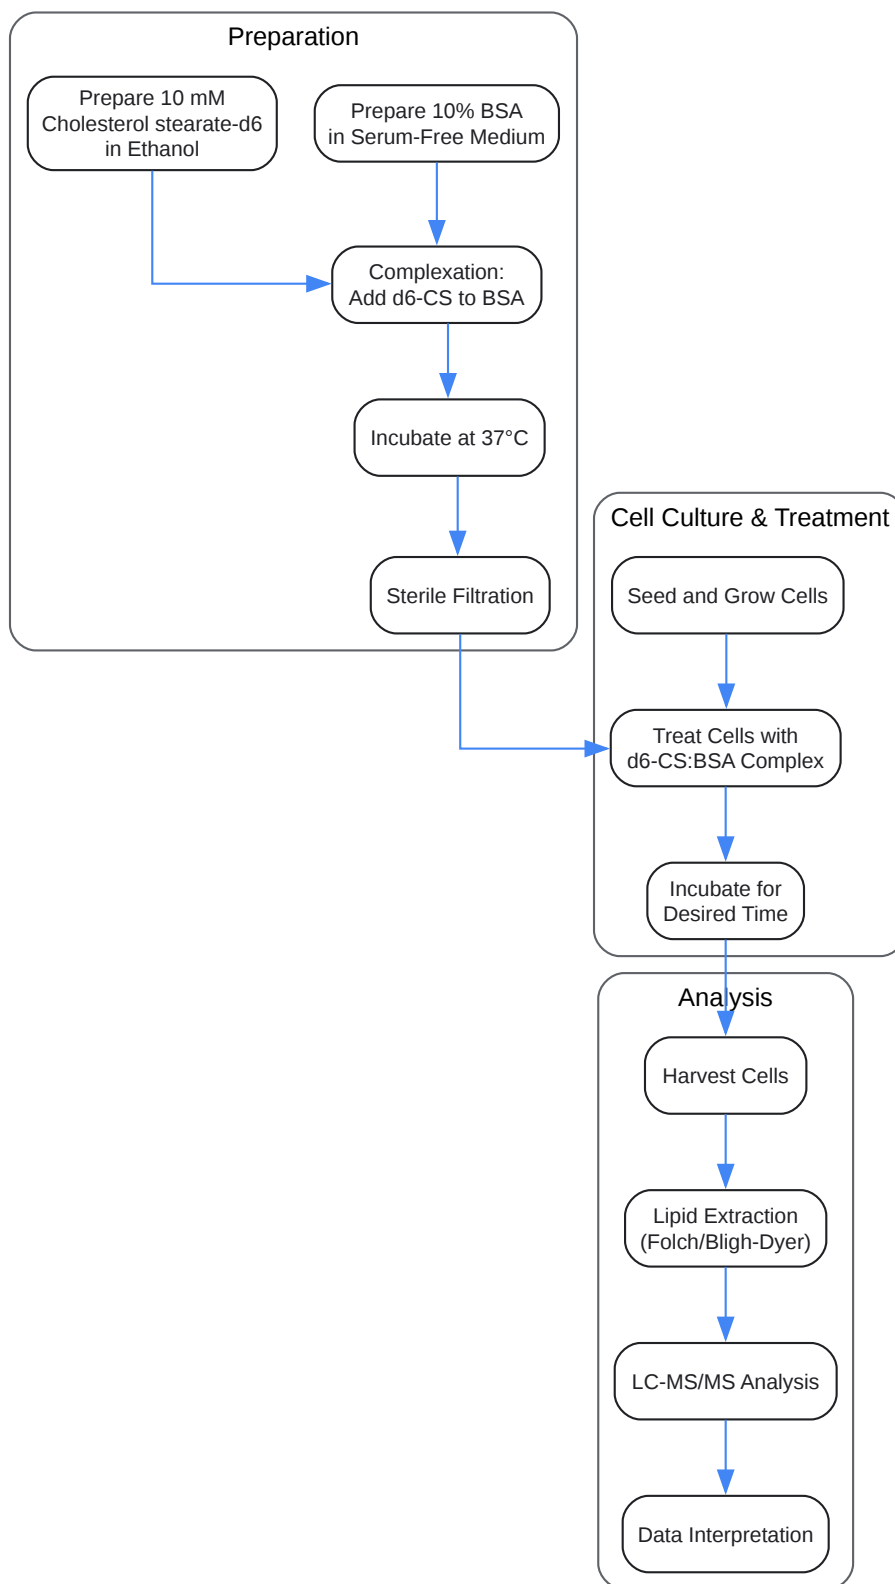 Preparation
Prepare 10 mM
Cholesterol stearate-d6
in Ethanol
Prepare 10% BSA
in Serum-Free Medium
Complexation:
Add d6-CS to BSA
Incubate at 37°C
Sterile Filtration
Cell Culture & Treatment
Seed and Grow Cells
Treat Cells with
d6-CS:BSA Complex
Incubate for
Desired Time
Analysis
Harvest Cells
Lipid Extraction
(Folch/Bligh-Dyer)
LC-MS/MS Analysis
Data Interpretation